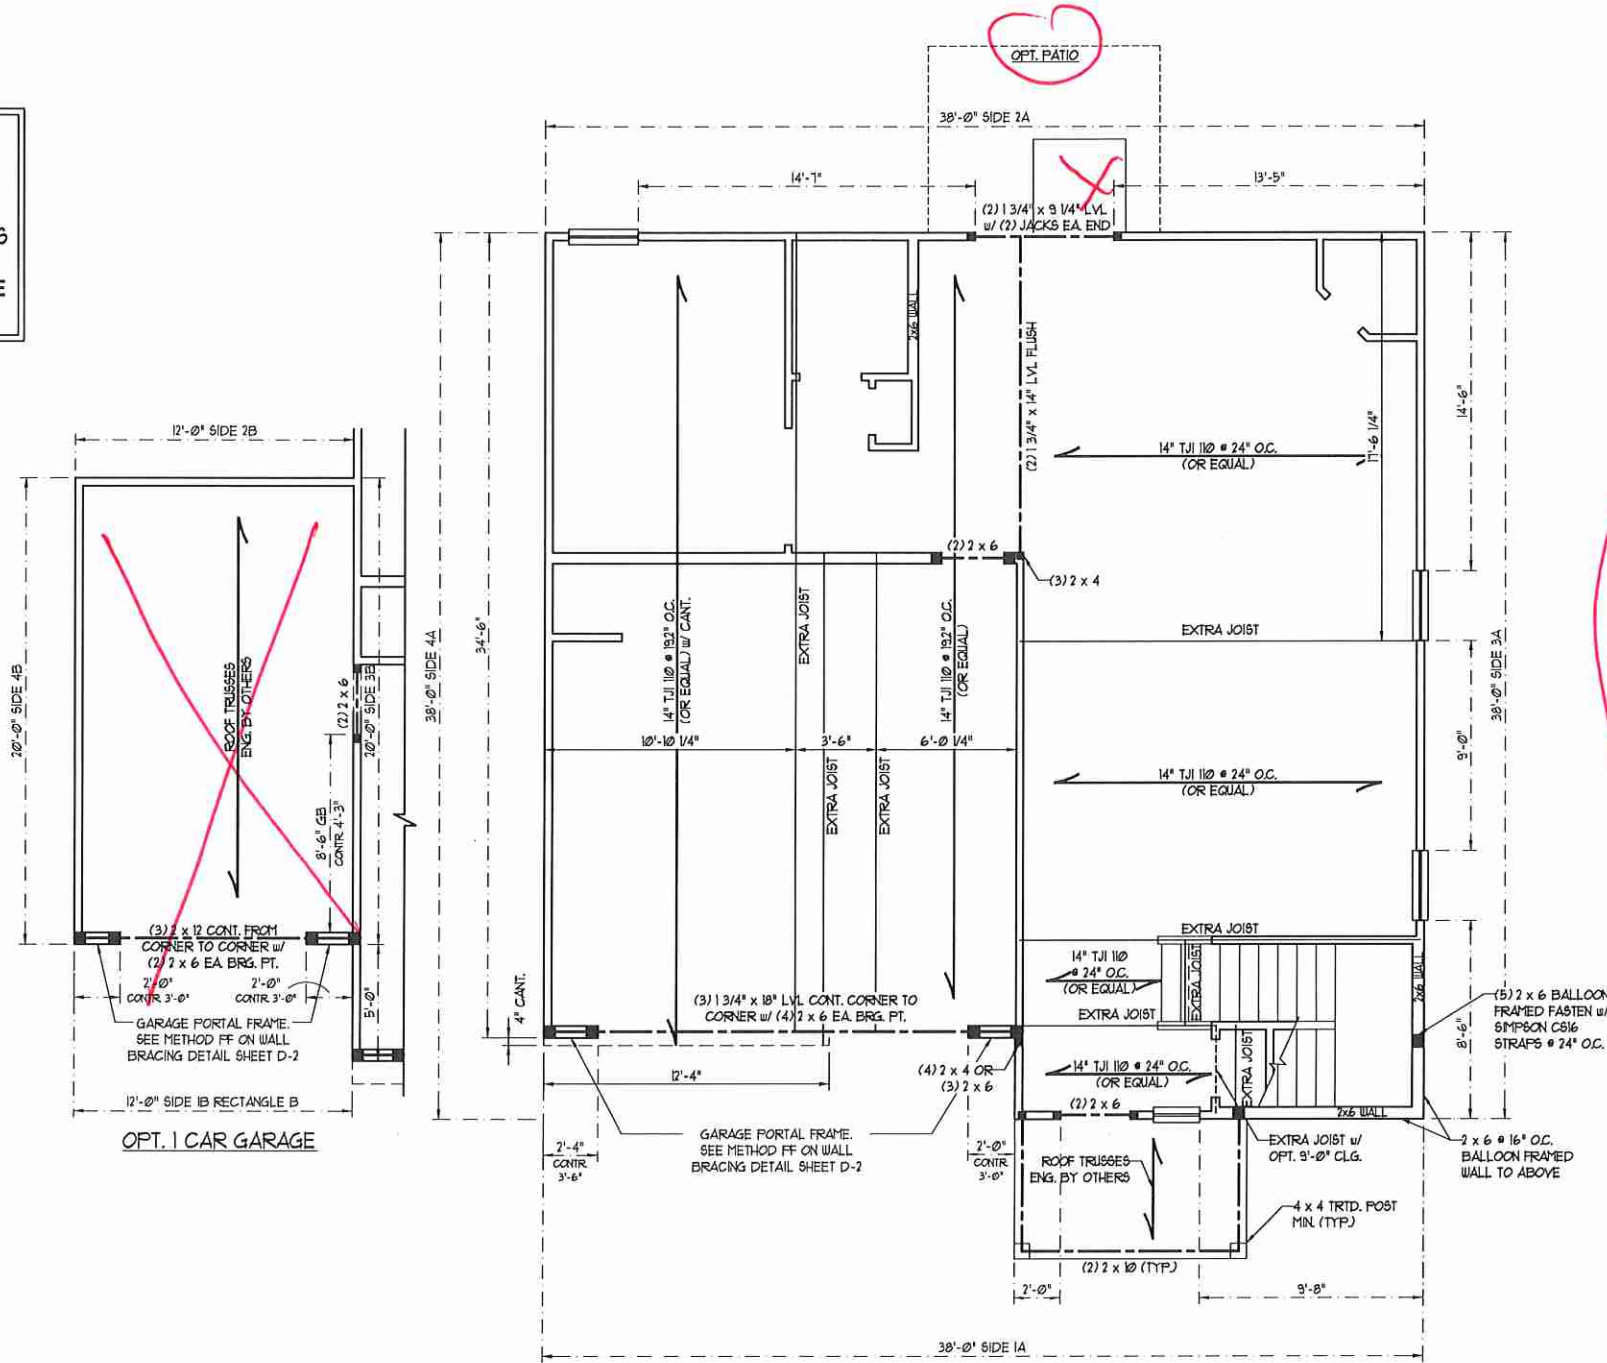 S
E
OPT. PATIO
38'-0" SIDE 2A
14'-7"
13'-5"
(2) 1 3/4" x 9 1/4" LVL
w/ (2) JACKS EA. END
2x6 WALL
(2) 1 3/4" x 14" LVL FLUSH
14" TJI 110 @ 24" O.C.
(OR EQUAL)
17'-6 1/4"
14'-6"
12'-0" SIDE 2B
20'-0" SIDE 4B
ROOF TRUSSES
ENG. BY OTHERS
(2) 2 x 6
20'-0" SIDE 3B
8'-6" GB
CONTR. 4'-3"
38'-0" SIDE 4A
34'-6"
(2) 2 x 6
(3) 2 x 4
EXTRA JOIST
14" TJI 110 @ 19.2" O.C.
(OR EQUAL) w/ CANT.
EXTRA JOIST
14" TJI 110 @ 19.2" O.C.
(OR EQUAL)
38'-0" SIDE 3A
9'-0"
10'-10 1/4"
3'-6"
6'-0 1/4"
EXTRA JOIST
EXTRA JOIST
14" TJI 110 @ 24" O.C.
(OR EQUAL)
(3) 2 x 12 CONT. FROM
CORNER TO CORNER w/
(2) 2 x 6 EA. BRG. PT.
2'-0"
CONTR. 3'-0"
2'-0"
CONTR. 3'-0"
5'-0"
GARAGE PORTAL FRAME.
SEE METHOD PF ON WALL
BRACING DETAIL SHEET D-2
12'-0" SIDE 1B RECTANGLE B
OPT. 1 CAR GARAGE
4" CANT.
(3) 1 3/4" x 18" LVL CONT. CORNER TO
CORNER w/ (4) 2 x 6 EA. BRG. PT.
EXTRA JOIST
14" TJI 110
@ 24" O.C.
(OR EQUAL)
EXTRA JOIST
EXTRA JOIST
2x6 WALL
(5) 2 x 6 BALLOON
FRAMED FASTEN w/
SIMPSON CS16
STRAPS @ 24" O.C.
8'-6"
12'-4"
(4) 2 x 4 OR
(3) 2 x 6
14" TJI 110 @ 24" O.C.
(OR EQUAL)
EXTRA JOIST
(2) 2 x 6
2x6 WALL
2'-4"
CONTR.
3'-6"
GARAGE PORTAL FRAME.
SEE METHOD PF ON WALL
BRACING DETAIL SHEET D-2
2'-0"
CONTR.
3'-0"
ROOF TRUSSES
ENG. BY OTHERS
EXTRA JOIST w/
OPT. 9'-0" CLG.
2 x 6 @ 16" O.C.
BALLOON FRAMED
WALL TO ABOVE
4 x 4 TRTD. POST
MIN. (TYP.)
(2) 2 x 10 (TYP.)
2'-0"
9'-8"
38'-0" SIDE 1A